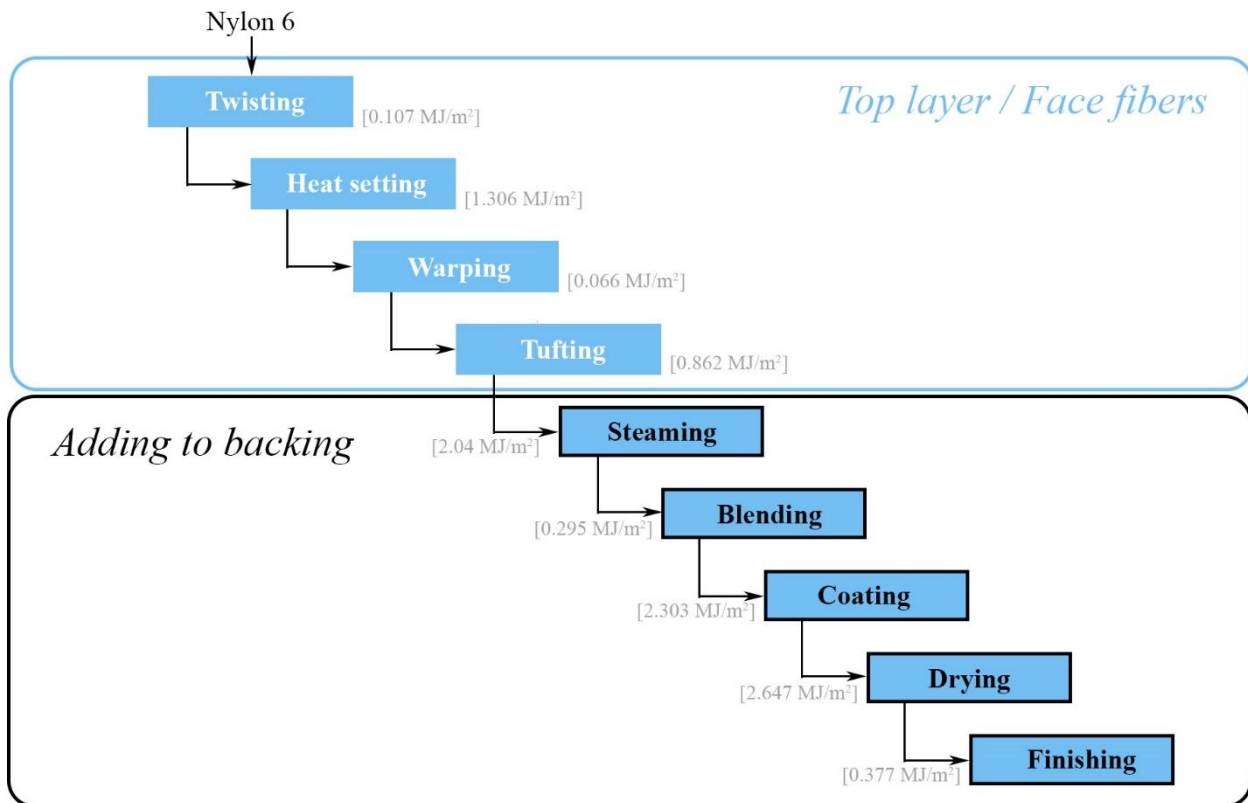 Nylon 6
Twisting
[0.107 MJ/m²]
Top layer / Face fibers
Heat setting
[1.306 MJ/m²]
Warping
[0.066 MJ/m²]
Tufting
[0.862 MJ/m²]
Adding to backing
[2.04 MJ/m²]
Steaming
[0.295 MJ/m²]
Blending
[2.303 MJ/m²]
Coating
[2.647 MJ/m²]
Drying
[0.377 MJ/m²]
Finishing